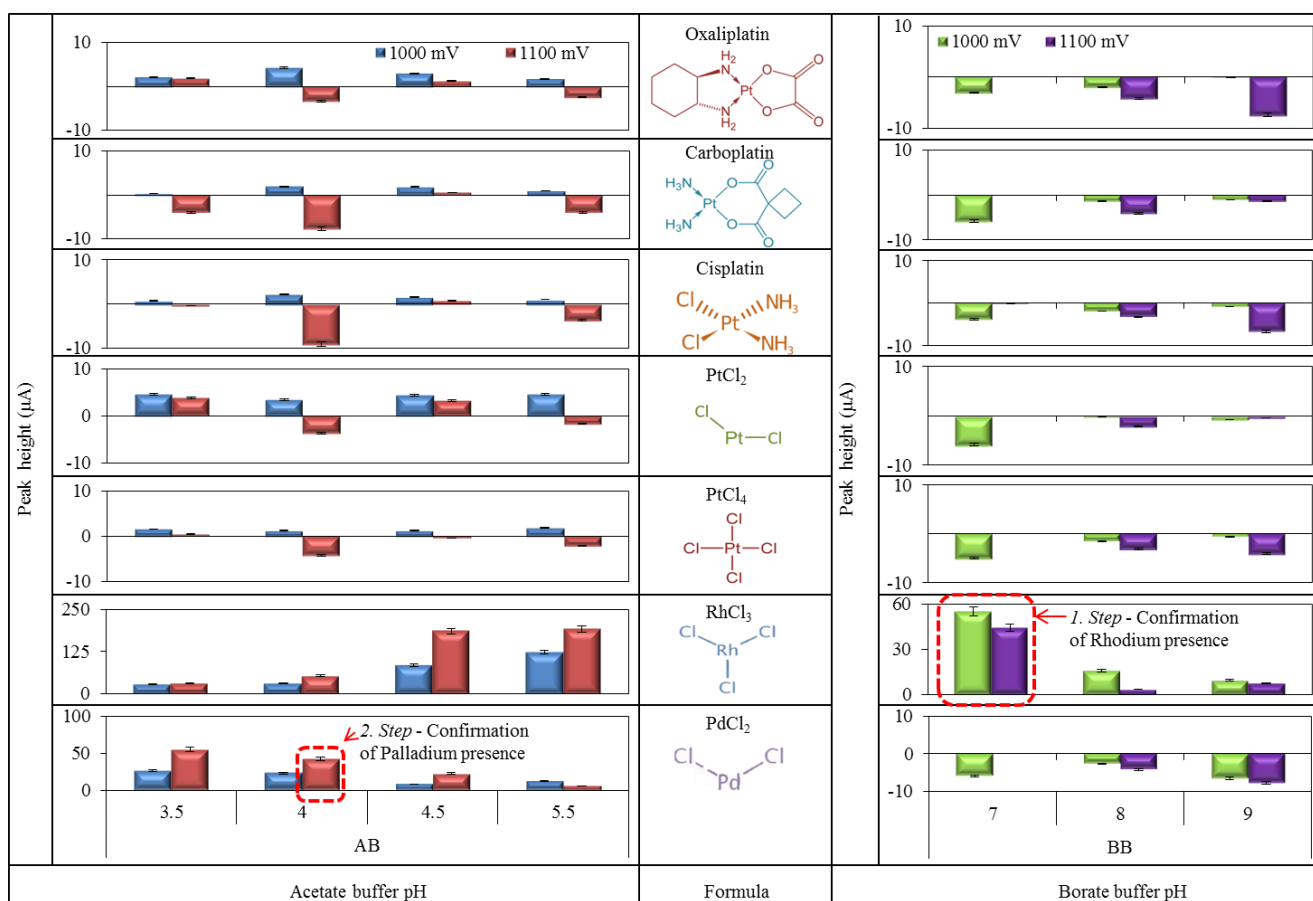 Peak height (µA)
10
-10
1000 mV
1100 mV
10
-10
10
-10
10
0
-10
10
0
-10
250
125
0
100
50
0
2. Step - Confirmation
of Palladium presence
3.5
4
4.5
5.5
AB
Acetate buffer pH
Oxaliplatin
NH2
Pt
NH2
O
O
O
O
Carboplatin
H3N
H3N
Pt
O
O
O
O
Cisplatin
Cl
NH3
Pt
Cl
NH3
PtCl2
Cl
Pt
Cl
PtCl4
Cl
Cl
Pt
Cl
Cl
RhCl3
Cl
Cl
Rh
Cl
PdCl2
Cl
Cl
Pd
Formula
Peak height (µA)
10
-10
1000 mV
1100 mV
10
-10
10
-10
10
-10
10
-10
60
30
0
1. Step - Confirmation
of Rhodium presence
10
0
-10
7
8
9
BB
Borate buffer pH